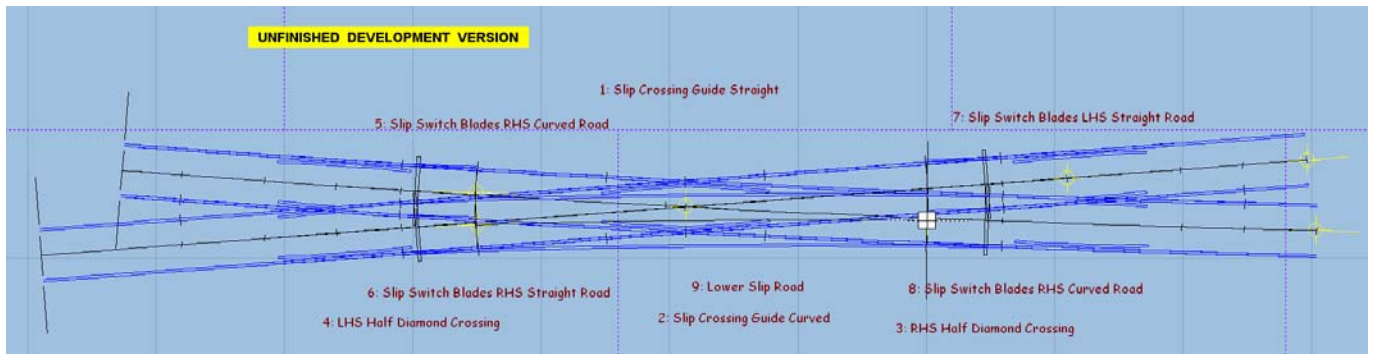 UNFINISHED DEVELOPMENT VERSION
1: Slip Crossing Guide Straight
5: Slip Switch Blades RHS Curved Road
7: Slip Switch Blades LHS Straight Road
6: Slip Switch Blades RHS Straight Road
9: Lower Slip Road
8: Slip Switch Blades RHS Curved Road
4: LHS Half Diamond Crossing
2: Slip Crossing Guide Curved
3: RHS Half Diamond Crossing